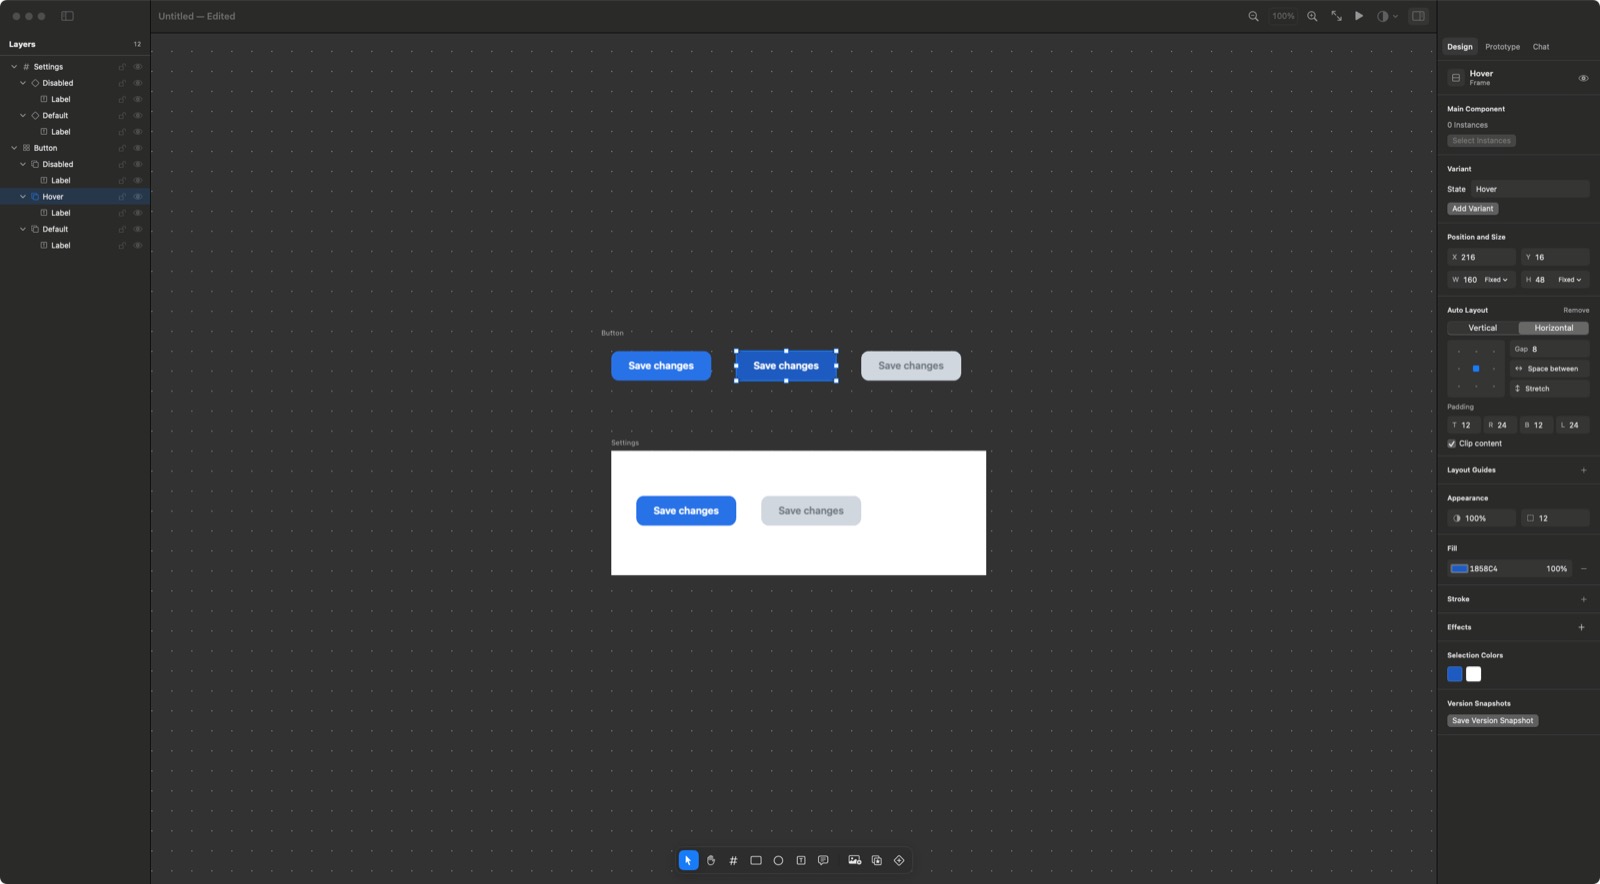 Untitled — Edited
100%
Layers
12
Settings
Disabled
Label
Default
Label
Button
Disabled
Label
Hover
Label
Default
Label
Button
Save changes
Save changes
Save changes
Settings
Save changes
Save changes
Design Prototype Chat
Hover
Frame
Main Component
0 Instances
Select Instances
Variant
State Hover
Add Variant
Position and Size
X 216 Y 16
W 160 Fixed H 48 Fixed
Auto Layout Remove
Vertical Horizontal
Gap 8
Space between
Stretch
Padding
T 12 R 24 B 12 L 24
Clip content
Layout Guides
Appearance
100% 12
Fill
1858C4 100%
Stroke
Effects
Selection Colors
Version Snapshots
Save Version Snapshot